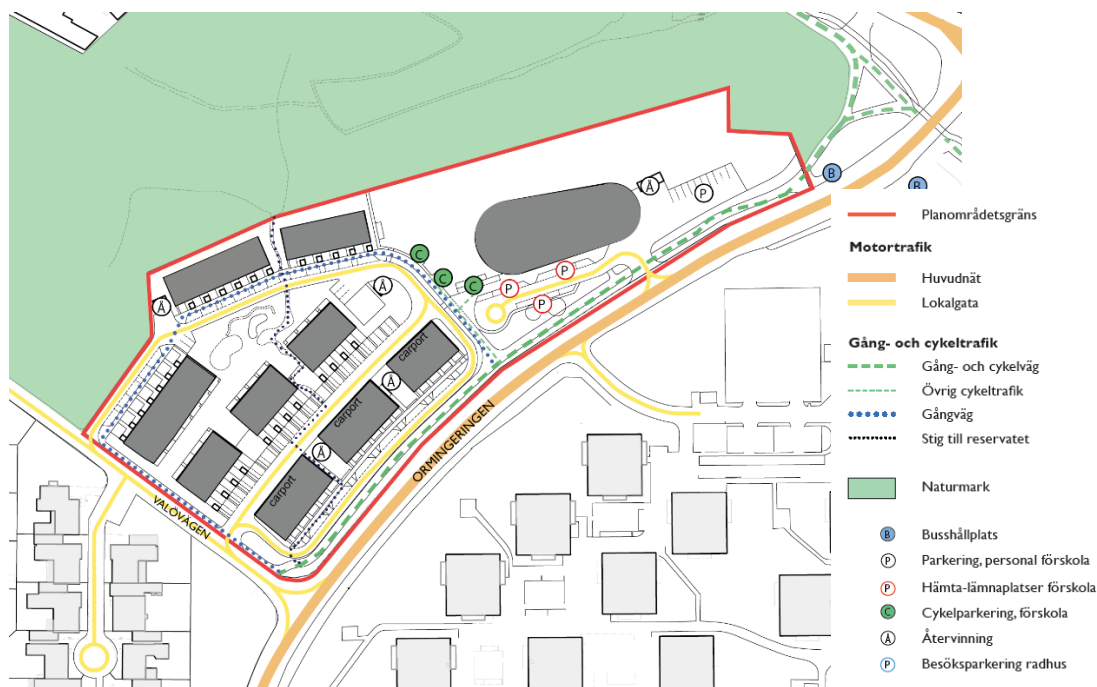 B
B
Å
P
C
C
C
P
P
P
Å
Å
carport
Å
carport
Å
carport
ORMINGERINGEN
VALÖVÄGEN
Planområdetsgräns
Motortrafik
Huvudnät
Lokalgata
Gång- och cykeltrafik
Gång- och cykelväg
Övrig cykeltrafik
Gångväg
Stig till reservatet
Naturmark
B Busshållplats
P Parkering, personal förskola
P Hämta-lämnaplatser förskola
C Cykelparkering, förskola
Å Återvinning
P Besöksparkering radhus